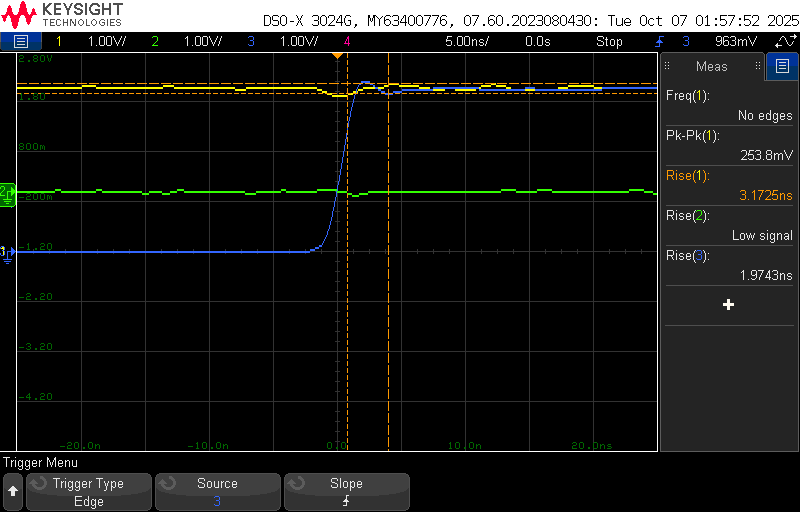 KEYSIGHT
TECHNOLOGIES
DSO-X 3024G, MY63400776, 07.60.2023080430: Tue Oct 07 01:57:52 2025
1 1.00V/ 2 1.00V/ 3 1.00V/ 4 5.00ns/ 0.0s Stop 3 963mV
2.80V
1.80
800m
-200m
-1.20
-2.20
-3.20
-4.20
2
3
-20.0n -10.0n 0.0 10.0n 20.0ns
Meas
Freq(1):
No edges
Pk-Pk(1):
253.8mV
Rise(1):
3.1725ns
Rise(2):
Low signal
Rise(3):
1.9743ns
+
Trigger Menu
Trigger Type
Edge
Source
3
Slope